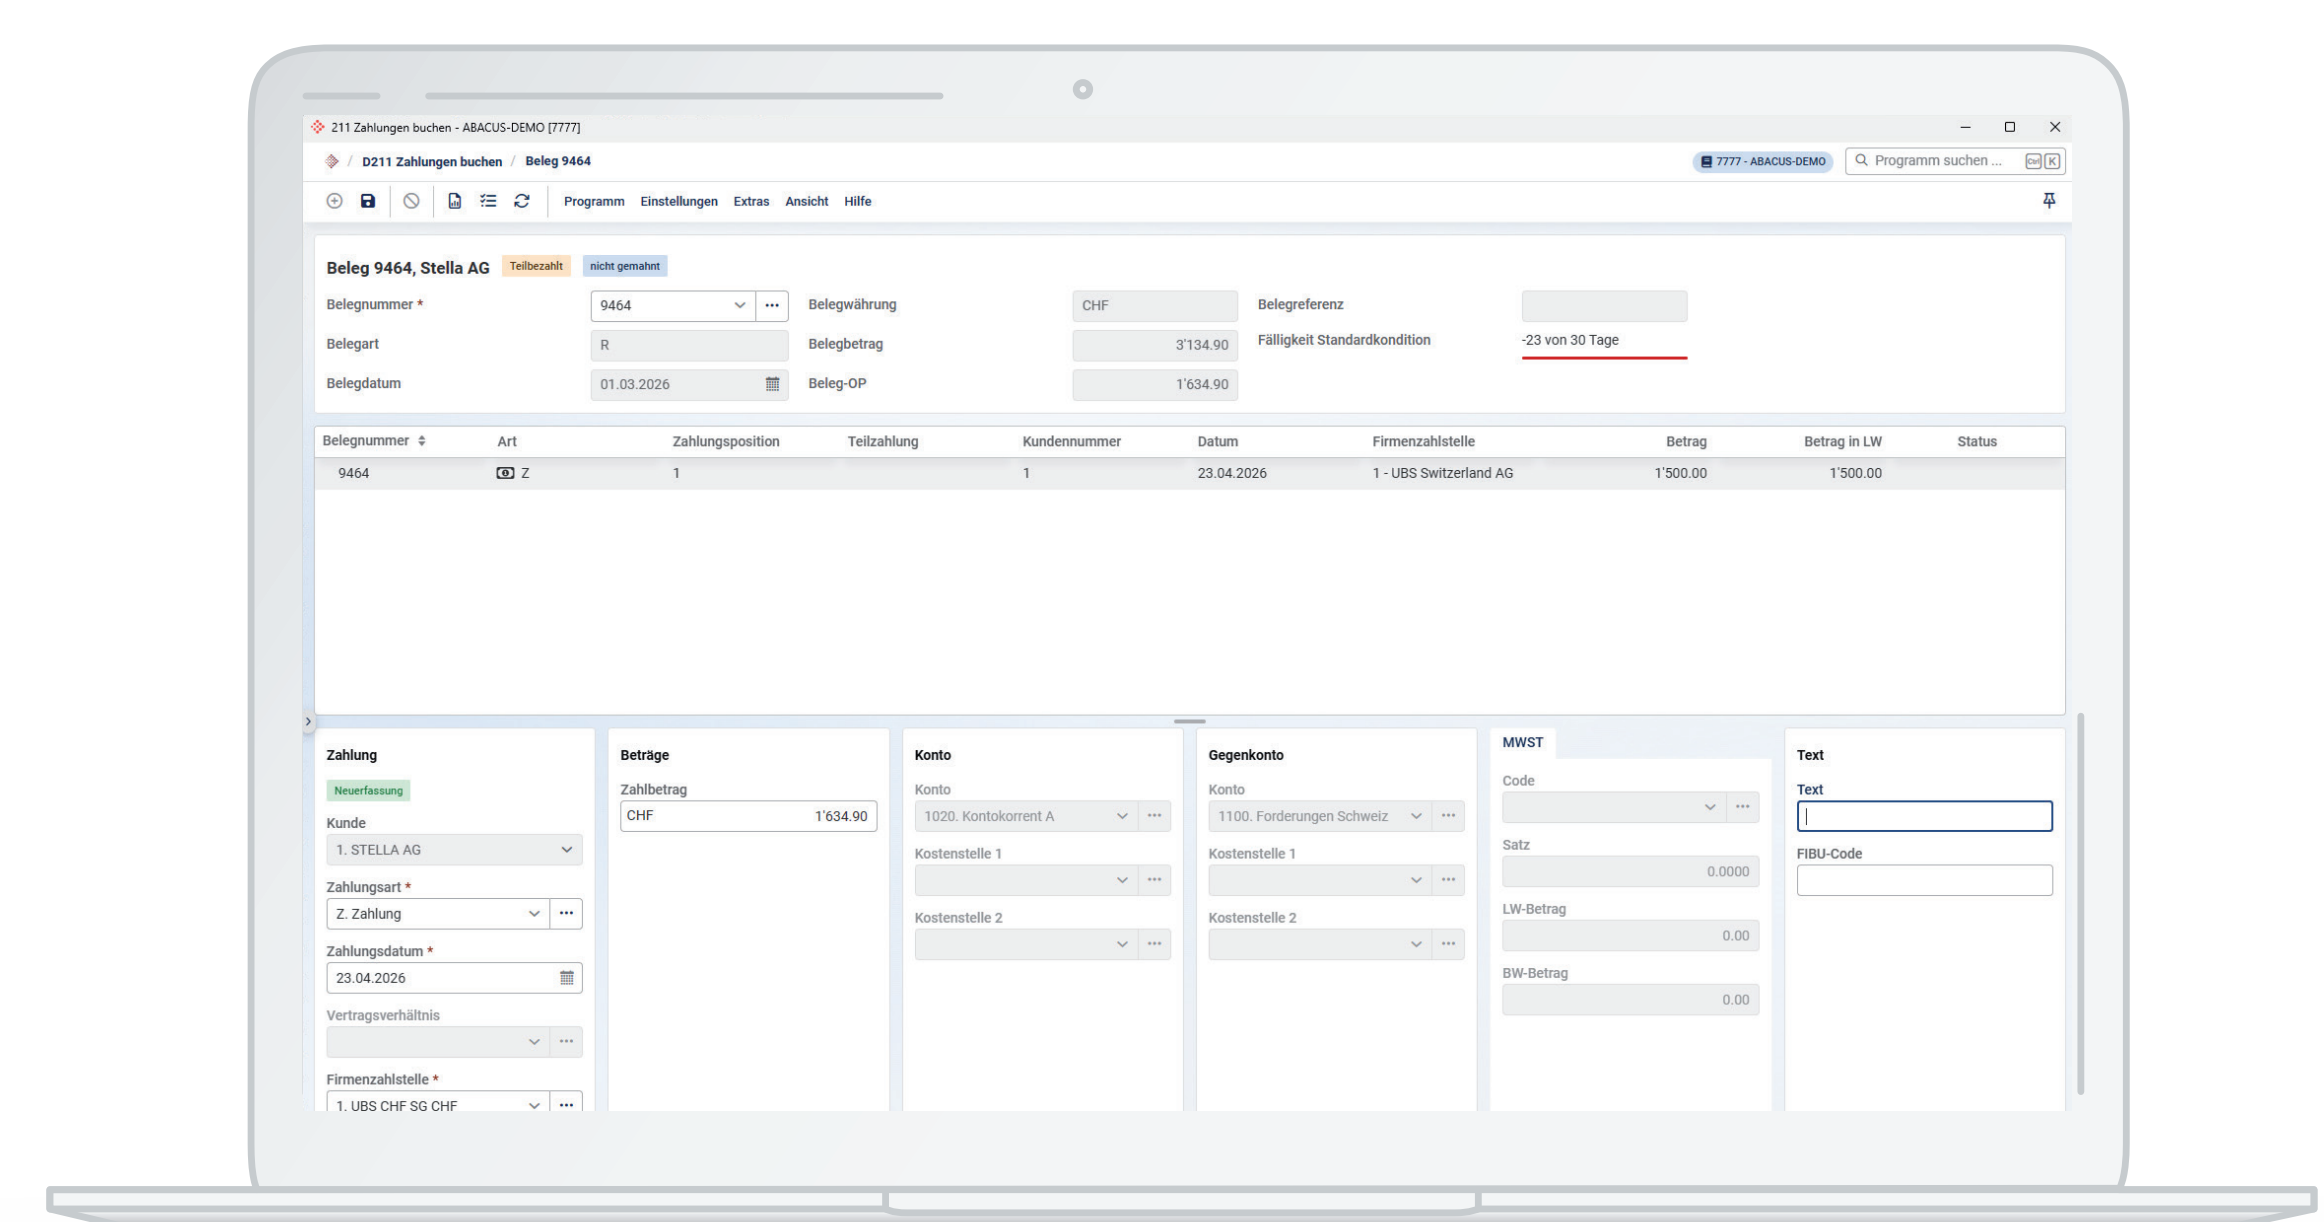 211 Zahlungen buchen - ABACUS-DEMO [7777]
/ D211 Zahlungen buchen / Beleg 9464
7777 - ABACUS-DEMO
Programm suchen ...
Ctrl K
Programm Einstellungen Extras Ansicht Hilfe
Beleg 9464, Stella AG Teilbezahlt nicht gemahnt
Belegnummer * 9464 Belegwährung CHF Belegreferenz
Belegart R Belegbetrag 3'134.90 Fälligkeit Standardkondition -23 von 30 Tage
Belegdatum 01.03.2026 Beleg-OP 1'634.90
Belegnummer Art Zahlungsposition Teilzahlung Kundennummer Datum Firmenzahlstelle Betrag Betrag in LW Status
9464 Z 1 1 23.04.2026 1 - UBS Switzerland AG 1'500.00 1'500.00
Zahlung
Neuerfassung
Kunde
1. STELLA AG
Zahlungsart *
Z. Zahlung
Zahlungsdatum *
23.04.2026
Vertragsverhältnis
Firmenzahlstelle *
1. UBS CHF SG CHF
Beträge
Zahlbetrag
CHF 1'634.90
Konto
Konto
1020. Kontokorrent A
Kostenstelle 1
Kostenstelle 2
Gegenkonto
Konto
1100. Forderungen Schweiz
Kostenstelle 1
Kostenstelle 2
MWST
Code
Satz
0.0000
LW-Betrag
0.00
BW-Betrag
0.00
Text
Text
FIBU-Code